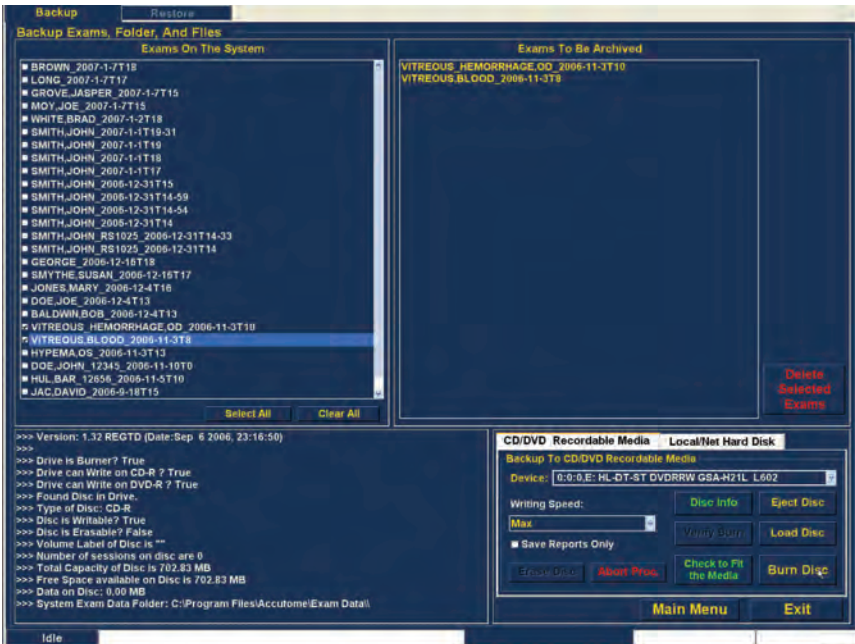 Backup
Restore
Backup Exams, Folder, And Files
Exams On The System
BROWN_2007-1-7T18
LONG_2007-1-7T17
GROVE,JASPER_2007-1-7T15
MOY,JOE_2007-1-7T15
WHITE,BRAD_2007-1-2T18
SMITH,JOHN_2007-1-1T19-31
SMITH,JOHN_2007-1-1T19
SMITH,JOHN_2007-1-1T18
SMITH,JOHN_2007-1-1T17
SMITH,JOHN_2006-12-31T15
SMITH,JOHN_2006-12-31T14-59
SMITH,JOHN_2006-12-31T14-54
SMITH,JOHN_2006-12-31T14
SMITH,JOHN_RS1025_2006-12-31T14-33
SMITH,JOHN_RS1025_2006-12-31T14
GEORGE_2006-12-16T18
SMYTHE,SUSAN_2006-12-16T17
JONES,MARY_2006-12-4T16
DOE,JOE_2006-12-4T13
BALDWIN,BOB_2006-12-4T13
VITREOUS_HEMORRHAGE,OD_2006-11-3T10
VITREOUS,BLOOD_2006-11-3T8
HYPEMA,OS_2006-11-3T13
DOE,JOHN_12345_2006-11-10T0
HUL,BAR_12656_2006-11-5T10
JAC,DAVID_2006-9-18T15
Select All
Clear All
Exams To Be Archived
VITREOUS_HEMORRHAGE,OD_2006-11-3T10
VITREOUS,BLOOD_2006-11-3T8
Delete
Selected
Exams
>>> Version: 1.32 REGTD (Date:Sep 6 2006, 23:16:50)
>>>
>>> Drive is Burner? True
>>> Drive can Write on CD-R ? True
>>> Drive can Write on DVD-R ? True
>>> Found Disc in Drive.
>>> Type of Disc: CD-R
>>> Disc is Writable? True
>>> Disc is Erasable? False
>>> Volume Label of Disc is ""
>>> Number of sessions on disc are 0
>>> Total Capacity of Disc is 702.83 MB
>>> Free Space available on Disc is 702.83 MB
>>> Data on Disc: 0.00 MB
>>> System Exam Data Folder: C:\Program Files\Accutome\Exam Data\\
CD/DVD Recordable Media
Local/Net Hard Disk
Backup To CD/DVD Recordable Media
Device: 0:0:0,E: HL-DT-ST DVDRRW GSA-H21L L602
Writing Speed:
Max
Save Reports Only
Disc Info
Eject Disc
Verify Burn
Load Disc
Erase Disc
Abort Proc.
Check to Fit
the Media
Burn Disc
Main Menu
Exit
Idle